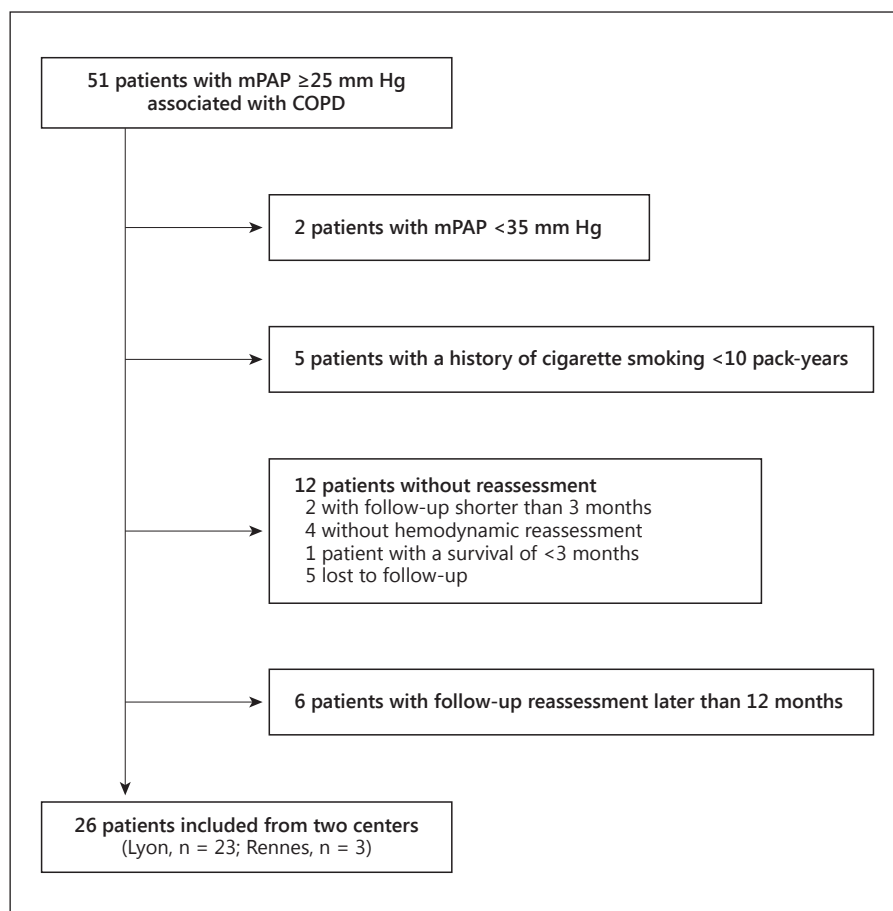 51 patients with mPAP ≥25 mm Hg
associated with COPD
2 patients with mPAP <35 mm Hg
5 patients with a history of cigarette smoking <10 pack-years
12 patients without reassessment
2 with follow-up shorter than 3 months
4 without hemodynamic reassessment
1 patient with a survival of <3 months
5 lost to follow-up
6 patients with follow-up reassessment later than 12 months
26 patients included from two centers
(Lyon, n = 23; Rennes, n = 3)